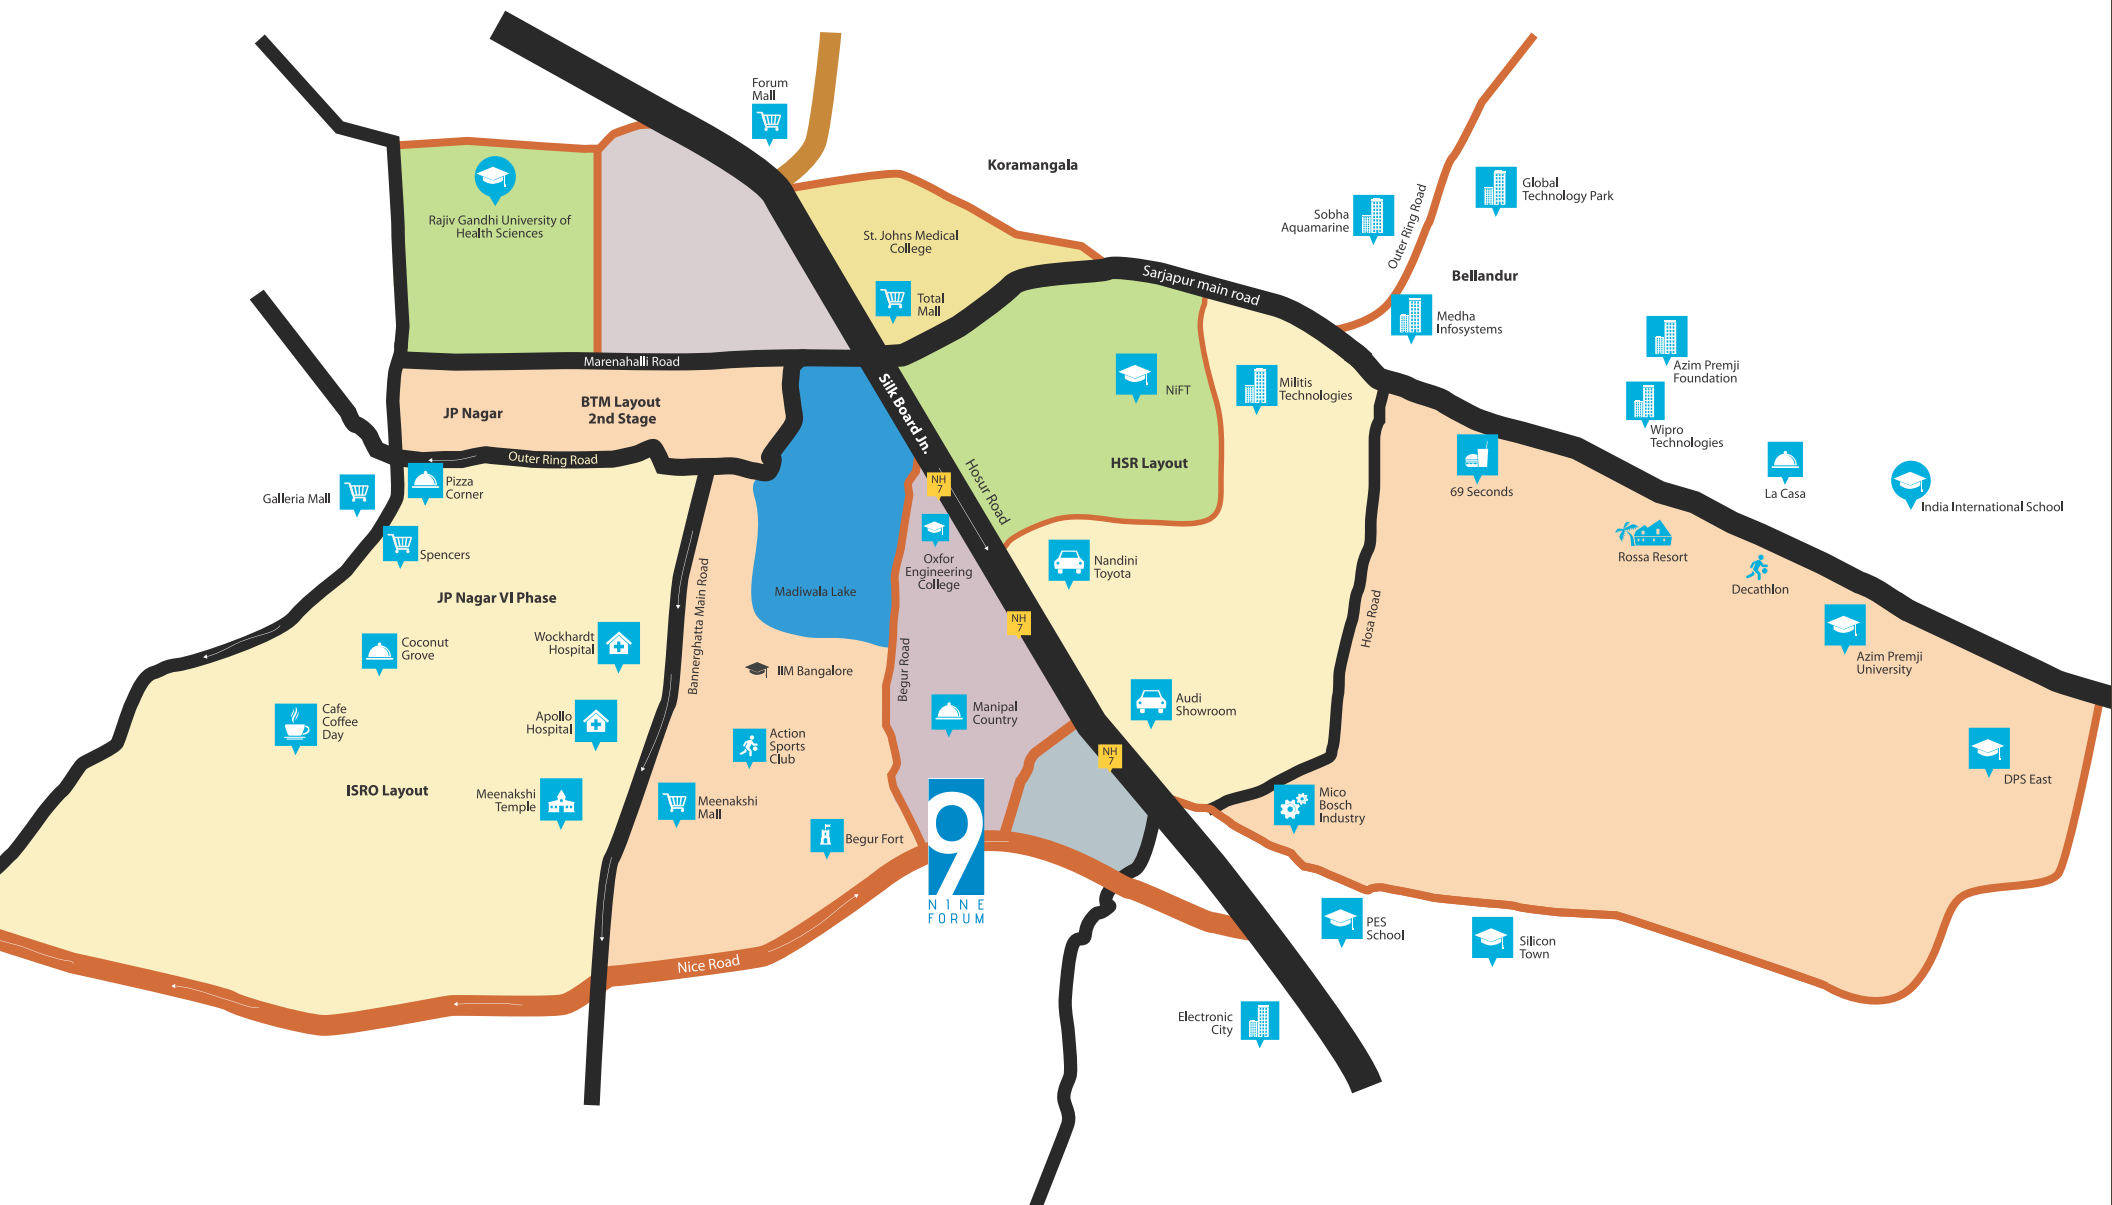 Forum
Mall
Koramangala
Rajiv Gandhi University of
Health Sciences
St. Johns Medical
College
Total
Mall
Sarjapur main road
Sobha
Aquamarine
Outer Ring Road
Global
Technology Park
Bellandur
Medha
Infosystems
Azim Premji
Foundation
Wipro
Technologies
La Casa
India International School
Marenahalli Road
JP Nagar
BTM Layout
2nd Stage
Silk Board Jn.
NiFT
Militis
Technologies
HSR Layout
Hosur Road
69 Seconds
Rossa Resort
Decathlon
Azim Premji
University
DPS East
Outer Ring Road
Galleria Mall
Pizza
Corner
Spencers
JP Nagar VI Phase
Coconut
Grove
Wockhardt
Hospital
Cafe
Coffee
Day
Apollo
Hospital
ISRO Layout
Meenakshi
Temple
Bannerghatta Main Road
Madiwala Lake
IIM Bangalore
Action
Sports
Club
Meenakshi
Mall
Begur Fort
NH
7
Oxfor
Engineering
College
Begur Road
Manipal
Country
NH
7
Nandini
Toyota
Audi
Showroom
NH
7
Hosa Road
Mico
Bosch
Industry
9
NINE
FORUM
Nice Road
PES
School
Silicon
Town
Electronic
City